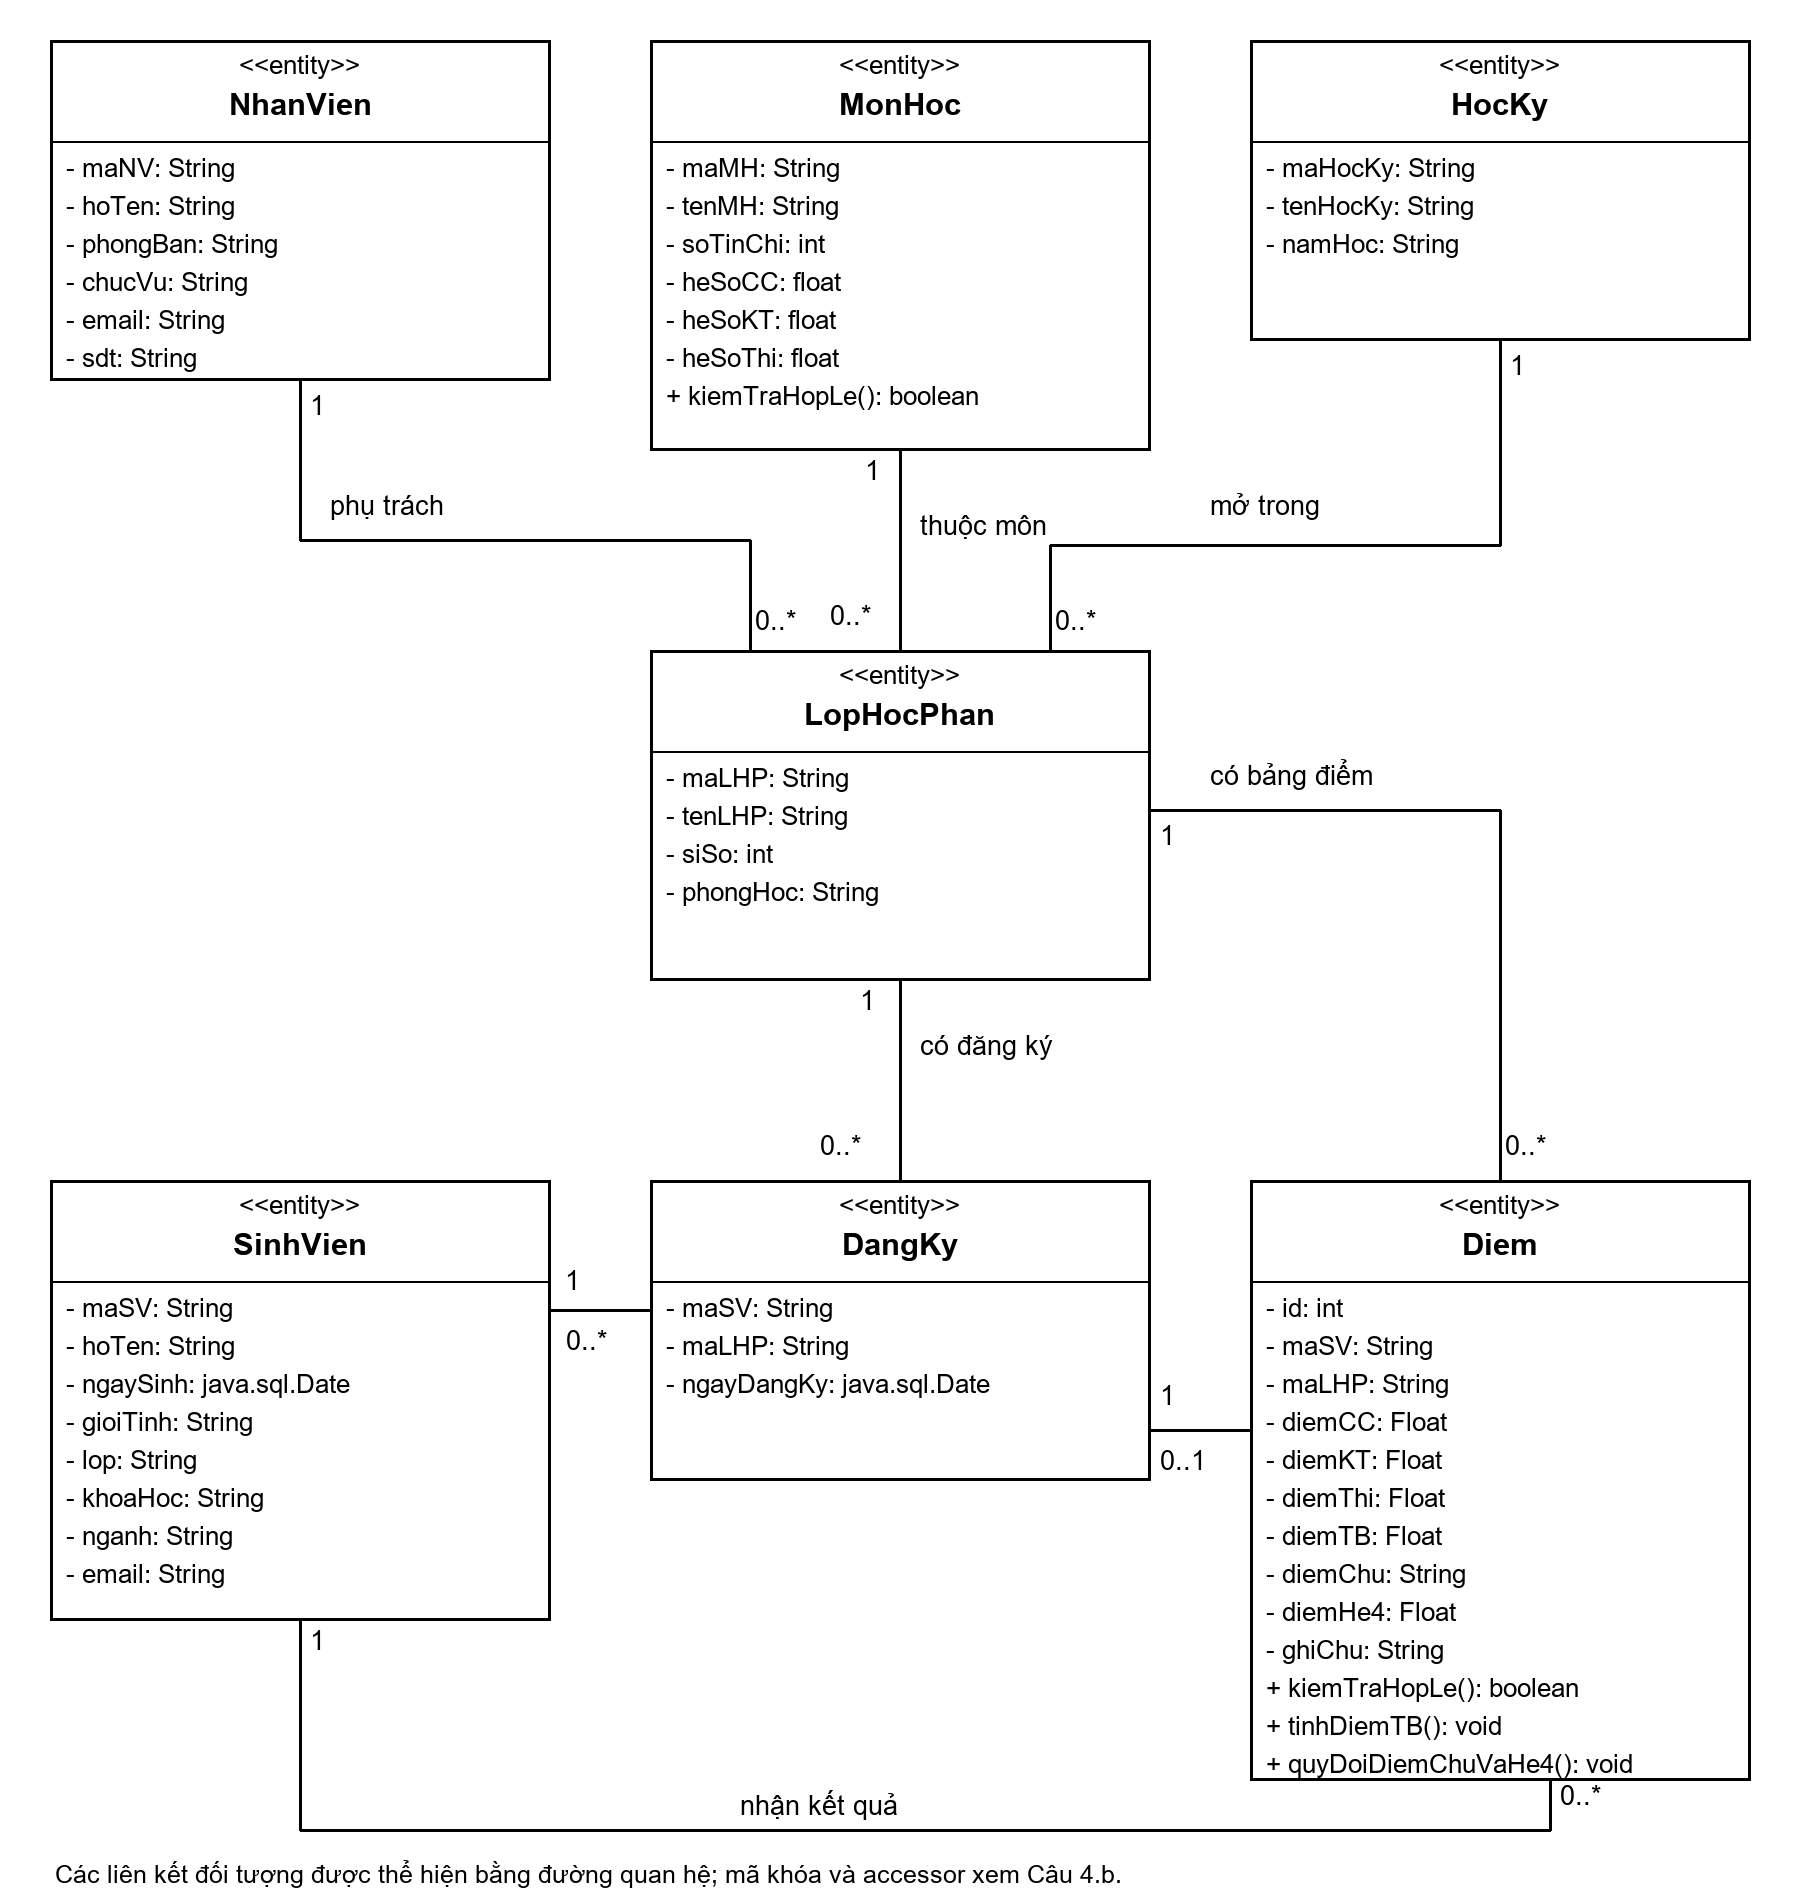 <<entity>>
NhanVien
- maNV: String
- hoTen: String
- phongBan: String
- chucVu: String
- email: String
- sdt: String
<<entity>>
MonHoc
- maMH: String
- tenMH: String
- soTinChi: int
- heSoCC: float
- heSoKT: float
- heSoThi: float
+ kiemTraHopLe(): boolean
<<entity>>
HocKy
- maHocKy: String
- tenHocKy: String
- namHoc: String
1
phụ trách
0..*
1
thuộc môn
0..*
1
mở trong
0..*
<<entity>>
LopHocPhan
- maLHP: String
- tenLHP: String
- siSo: int
- phongHoc: String
có bảng điểm
1
0..*
1
có đăng ký
0..*
<<entity>>
SinhVien
- maSV: String
- hoTen: String
- ngaySinh: java.sql.Date
- gioiTinh: String
- lop: String
- khoaHoc: String
- nganh: String
- email: String
1
0..*
<<entity>>
DangKy
- maSV: String
- maLHP: String
- ngayDangKy: java.sql.Date
1
0..1
<<entity>>
Diem
- id: int
- maSV: String
- maLHP: String
- diemCC: Float
- diemKT: Float
- diemThi: Float
- diemTB: Float
- diemChu: String
- diemHe4: Float
- ghiChu: String
+ kiemTraHopLe(): boolean
+ tinhDiemTB(): void
+ quyDoiDiemChuVaHe4(): void
1
nhận kết quả
0..*
Các liên kết đối tượng được thể hiện bằng đường quan hệ; mã khóa và accessor xem Câu 4.b.